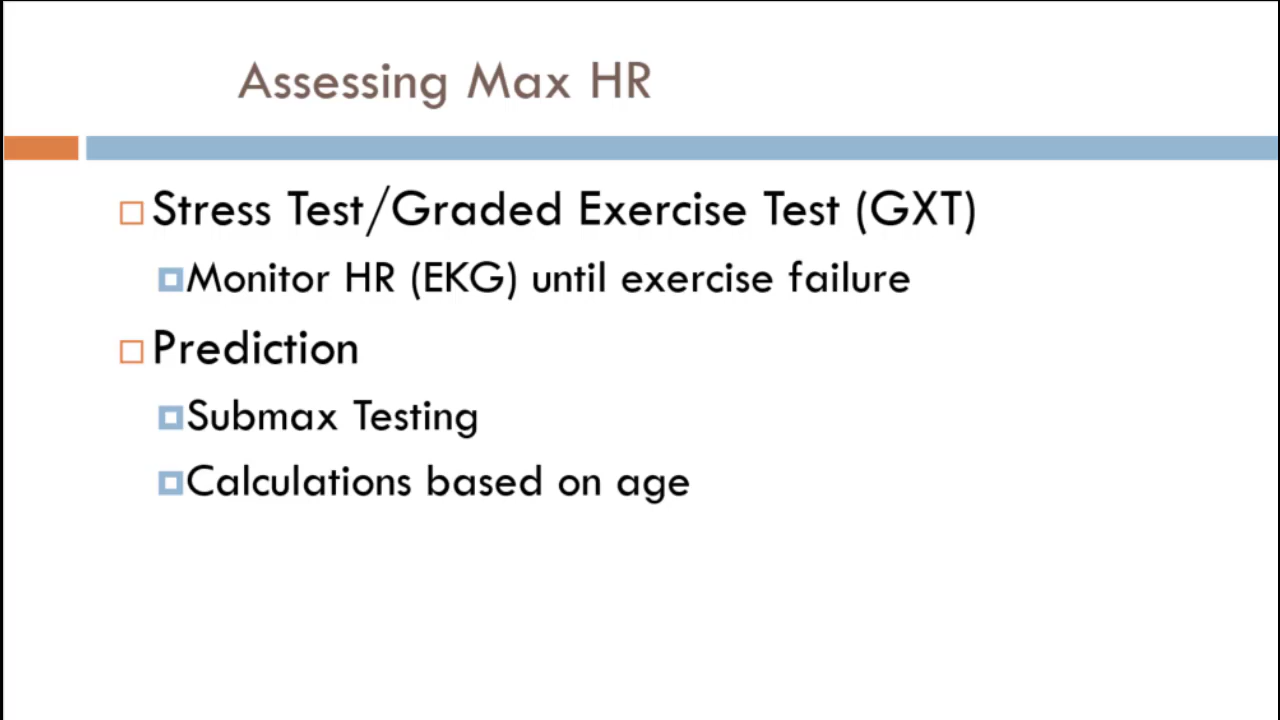 Assessing Max HR
Stress Test/Graded Exercise Test (GXT)
Monitor HR (EKG) until exercise failure
Prediction
Submax Testing
Calculations based on age